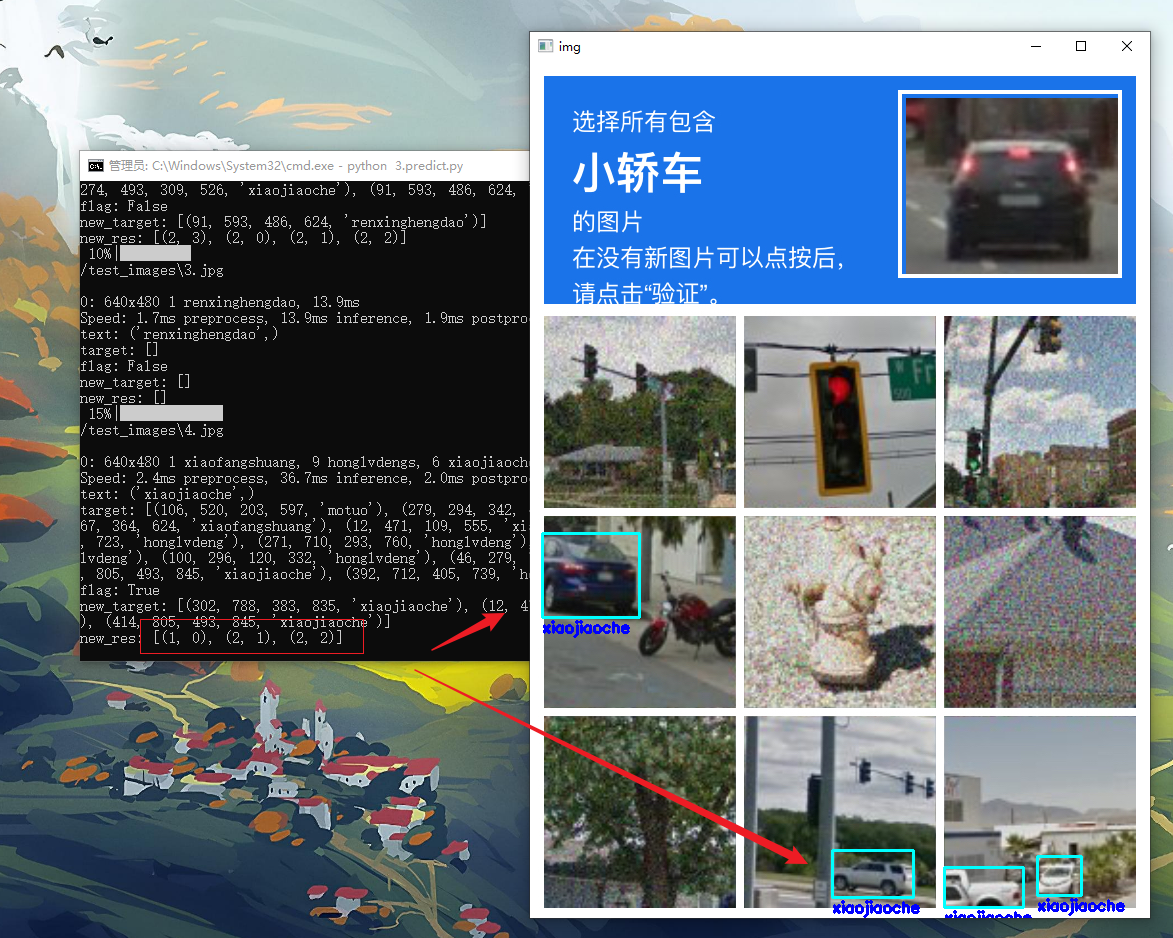 管理员: C:\Windows\System32\cmd.exe - python  3.predict.py
274, 493, 309, 526, 'xiaojiaoche'), (91, 593, 486, 624,
flag: False
new_target: [(91, 593, 486, 624, 'renxinghengdao')]
new_res: [(2, 3), (2, 0), (2, 1), (2, 2)]
10%|
/test_images\3.jpg
0: 640x480 1 renxinghengdao, 13.9ms
Speed: 1.7ms preprocess, 13.9ms inference, 1.9ms postpro
text: ('renxinghengdao',)
target: []
flag: False
new_target: []
new_res: []
15%|
/test_images\4.jpg
0: 640x480 1 xiaofangshuang, 9 honglvdengs, 6 xiaojiaoch
Speed: 2.4ms preprocess, 36.7ms inference, 2.0ms postpro
text: ('xiaojiaoche',)
target: [(106, 520, 203, 597, 'motuo'), (279, 294, 342,
67, 364, 624, 'xiaofangshuang'), (12, 471, 109, 555, 'xi
, 723, 'honglvdeng'), (271, 710, 293, 760, 'honglvdeng')
lvdeng'), (100, 296, 120, 332, 'honglvdeng'), (46, 279,
, 805, 493, 845, 'xiaojiaoche'), (392, 712, 405, 739, 'h
flag: True
new_target: [(302, 788, 383, 835, 'xiaojiaoche'), (12, 4
), (414, 805, 493, 845, 'xiaojiaoche')]
new_res: [(1, 0), (2, 1), (2, 2)]
img
选择所有包含
小轿车
的图片
在没有新图片可以点按后，
请点击“验证”。
W Fr
500
xiaojiaoche
xiaojiaoche
xiaojiaoche
xiaojiaoche